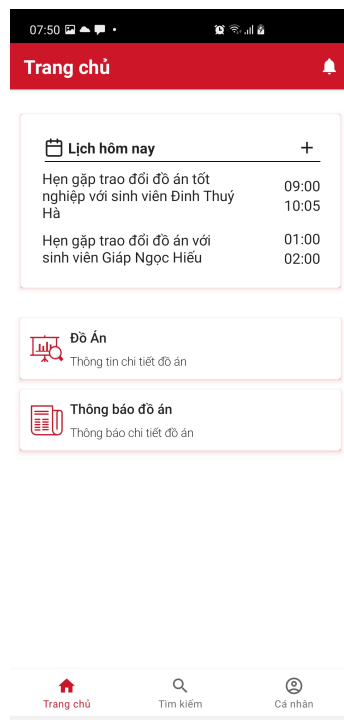 07:50
Trang chủ
Lịch hôm nay
Hẹn gặp trao đổi đồ án tốt
nghiệp với sinh viên Đinh Thuý
Hà
09:00
10:05
Hẹn gặp trao đổi đồ án với
sinh viên Giáp Ngọc Hiếu
01:00
02:00
Đồ Án
Thông tin chi tiết đồ án
Thông báo đồ án
Thông báo chi tiết đồ án
Trang chủ
Tìm kiếm
Cá nhân